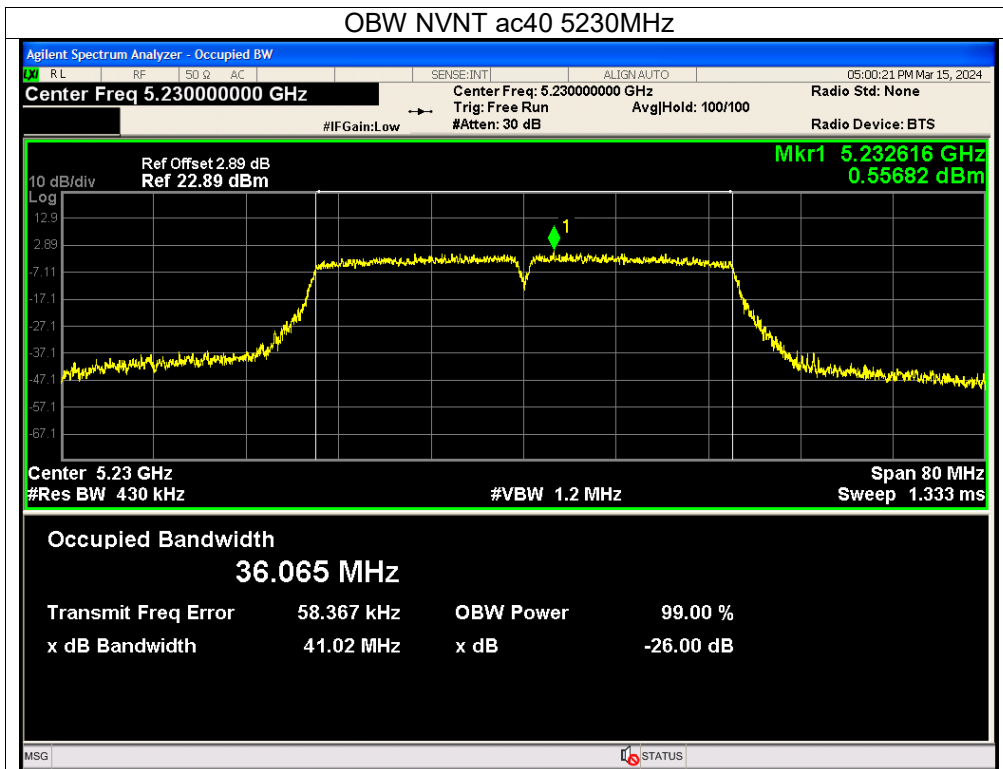 OBW NVNT ac40 5230MHz
Agilent Spectrum Analyzer - Occupied BW
LXI RL RF 50 Ω AC SENSE:INT ALIGN AUTO 05:00:21 PM Mar 15, 2024
Center Freq 5.230000000 GHz Center Freq: 5.230000000 GHz Radio Std: None
Trig: Free Run Avg|Hold: 100/100
#IFGain:Low #Atten: 30 dB Radio Device: BTS
Mkr1 5.232616 GHz
0.55682 dBm
Ref Offset 2.89 dB
10 dB/div Ref 22.89 dBm
Log
12.9
1
2.89
-7.11
-17.1
-27.1
-37.1
-47.1
-57.1
-67.1
Center 5.23 GHz Span 80 MHz
#Res BW 430 kHz #VBW 1.2 MHz Sweep 1.333 ms
Occupied Bandwidth
36.065 MHz
Transmit Freq Error 58.367 kHz OBW Power 99.00 %
x dB Bandwidth 41.02 MHz x dB -26.00 dB
MSG STATUS